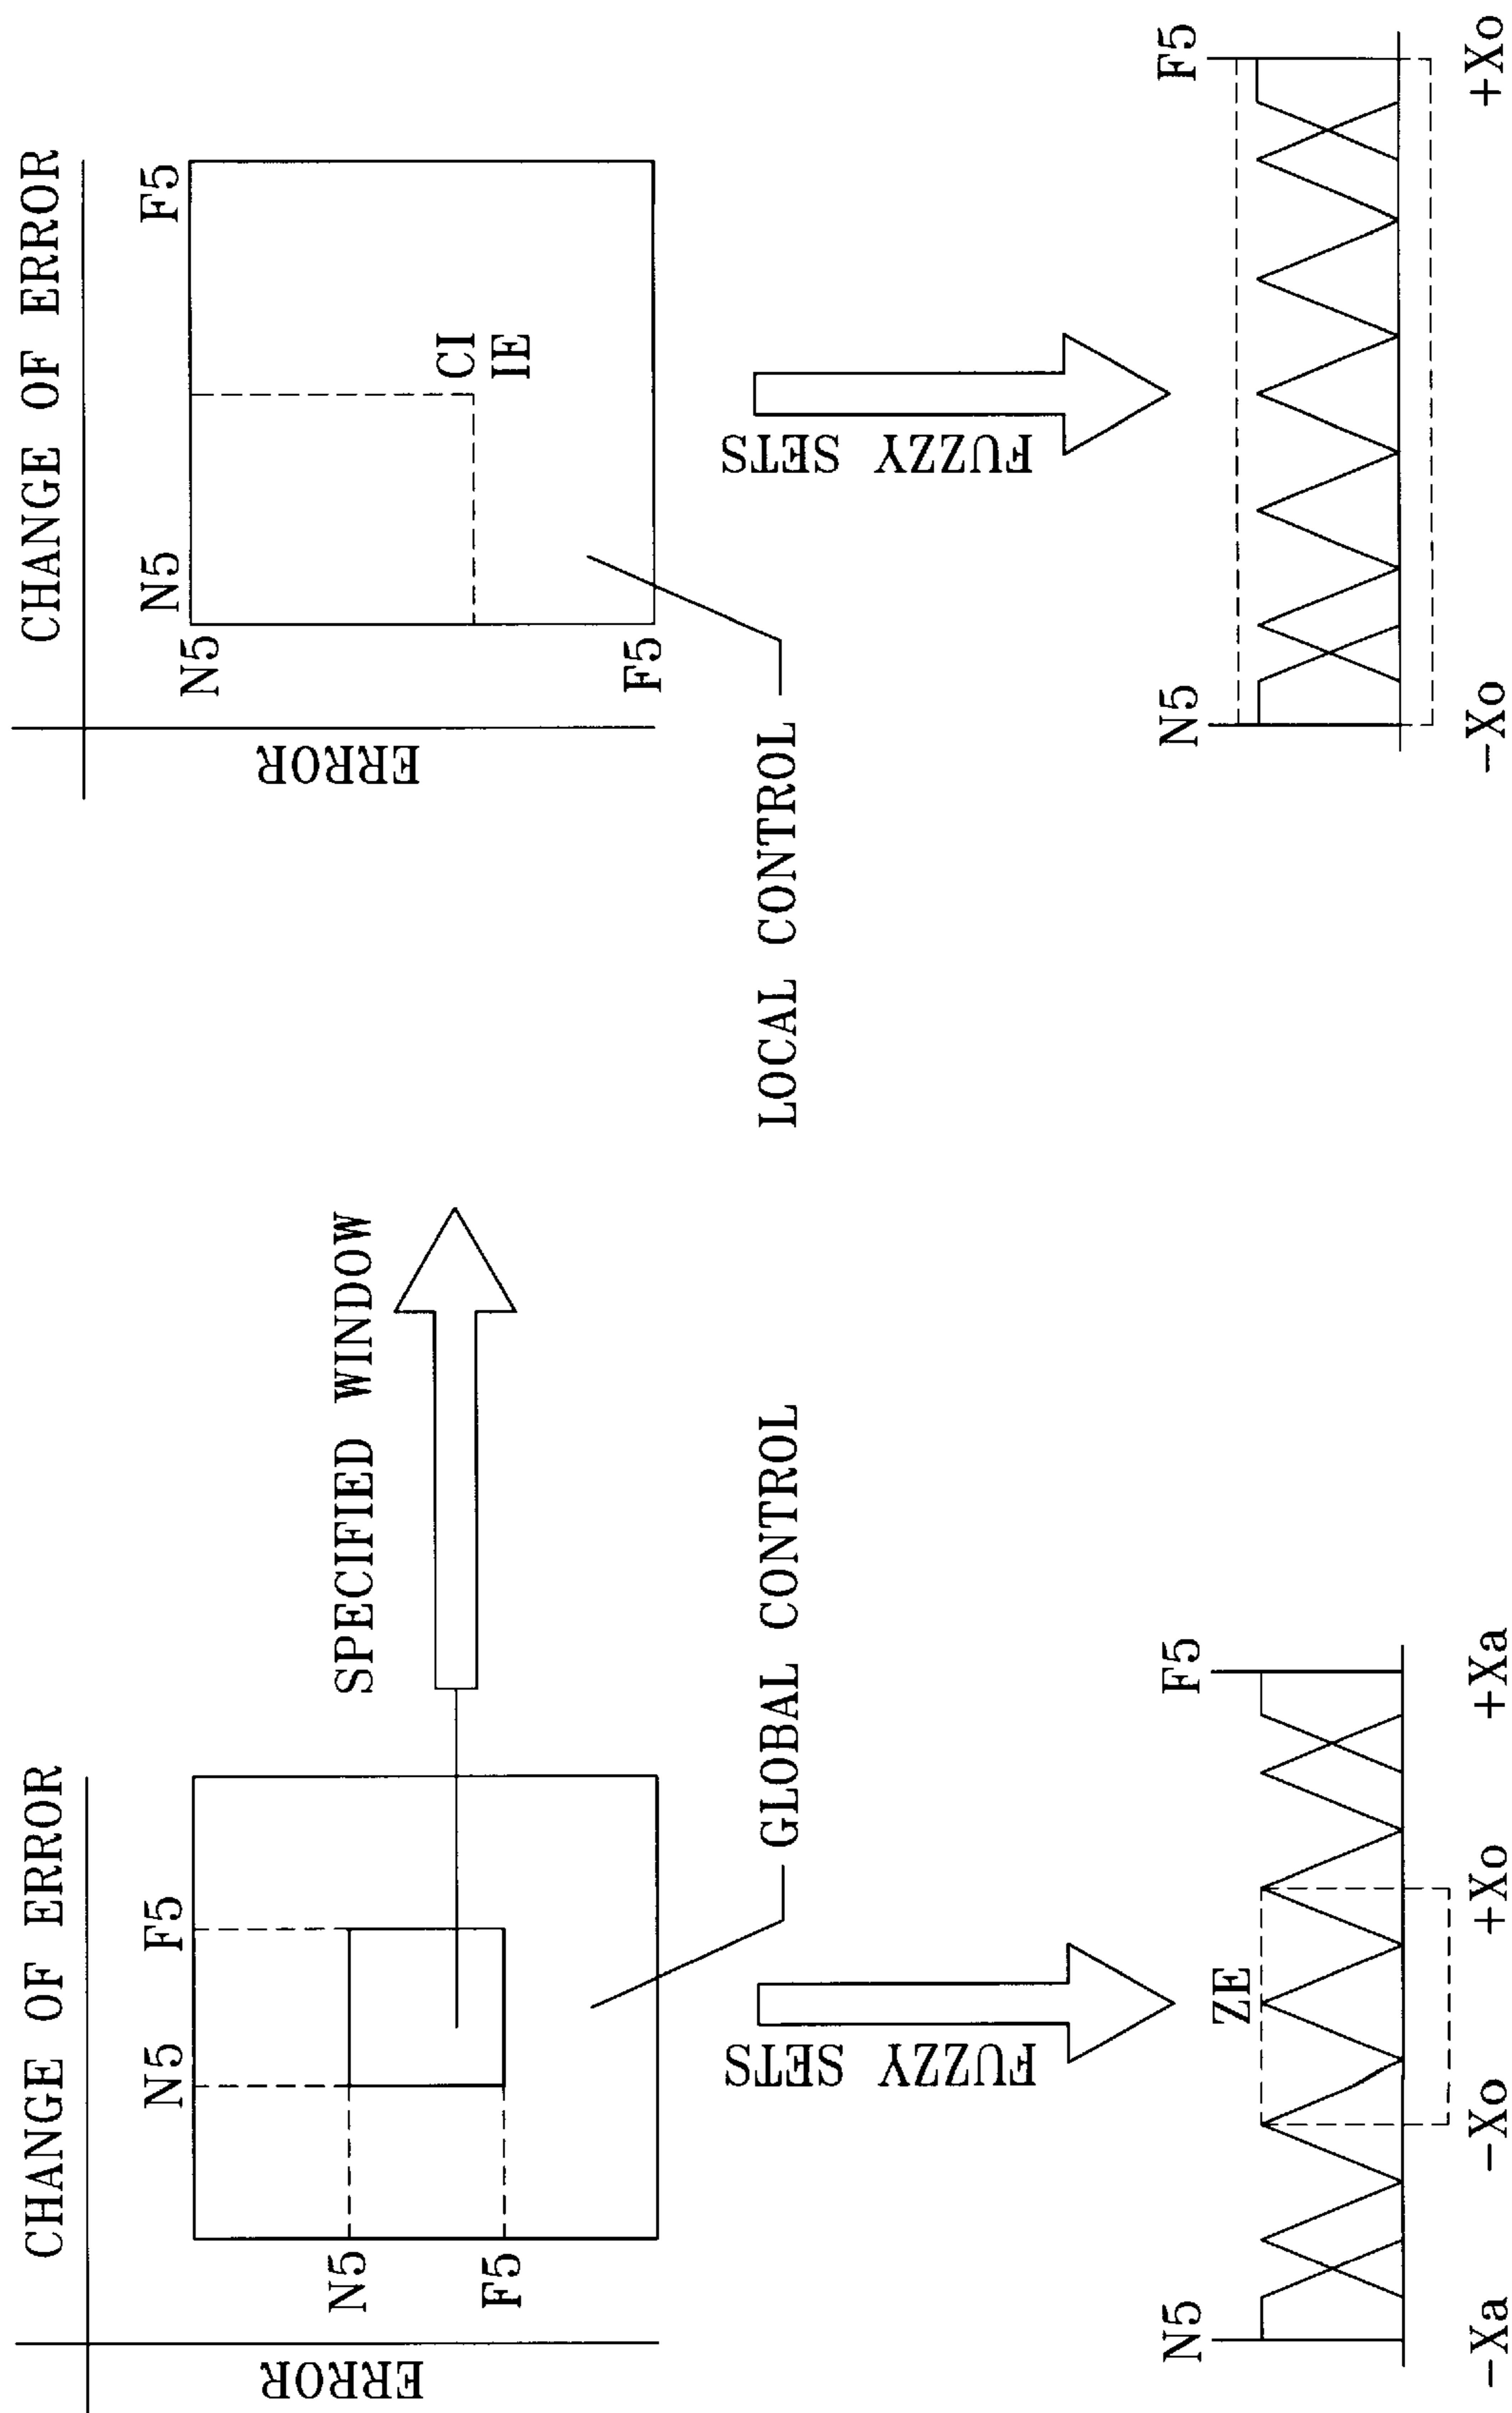 CHANGE OF ERROR
ERROR
N5 F5
N5
F5
SPECIFIED WINDOW
GLOBAL CONTROL
FUZZY SETS
N5 ZE F5
-Xa -Xo +Xo +Xa
CHANGE OF ERROR
ERROR
N5 F5
N5
F5
CI
IE
LOCAL CONTROL
FUZZY SETS
N5 F5
-Xo +Xo